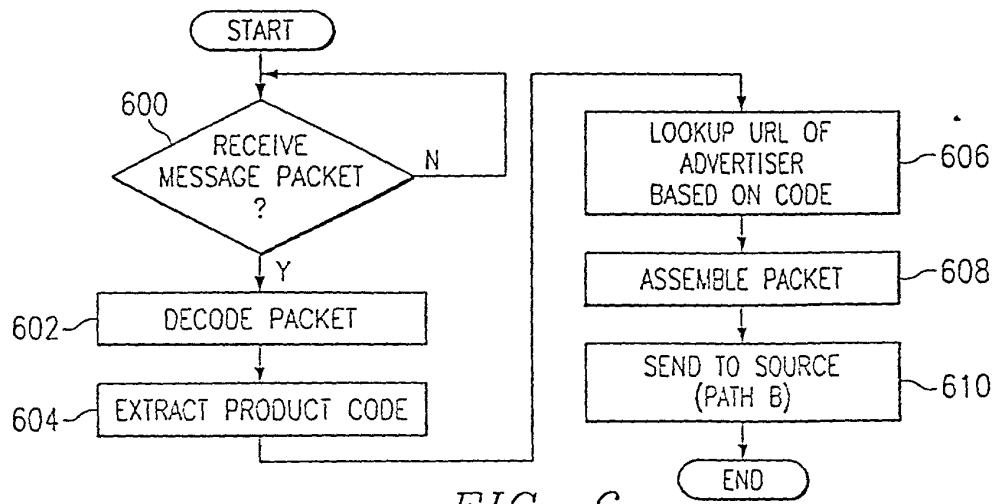 START
600
RECEIVE
MESSAGE PACKET
?
N
Y
602
DECODE PACKET
604
EXTRACT PRODUCT CODE
LOOKUP URL OF
ADVERTISER
BASED ON CODE
606
ASSEMBLE PACKET
608
SEND TO SOURCE
(PATH B)
610
END
FIG. 6